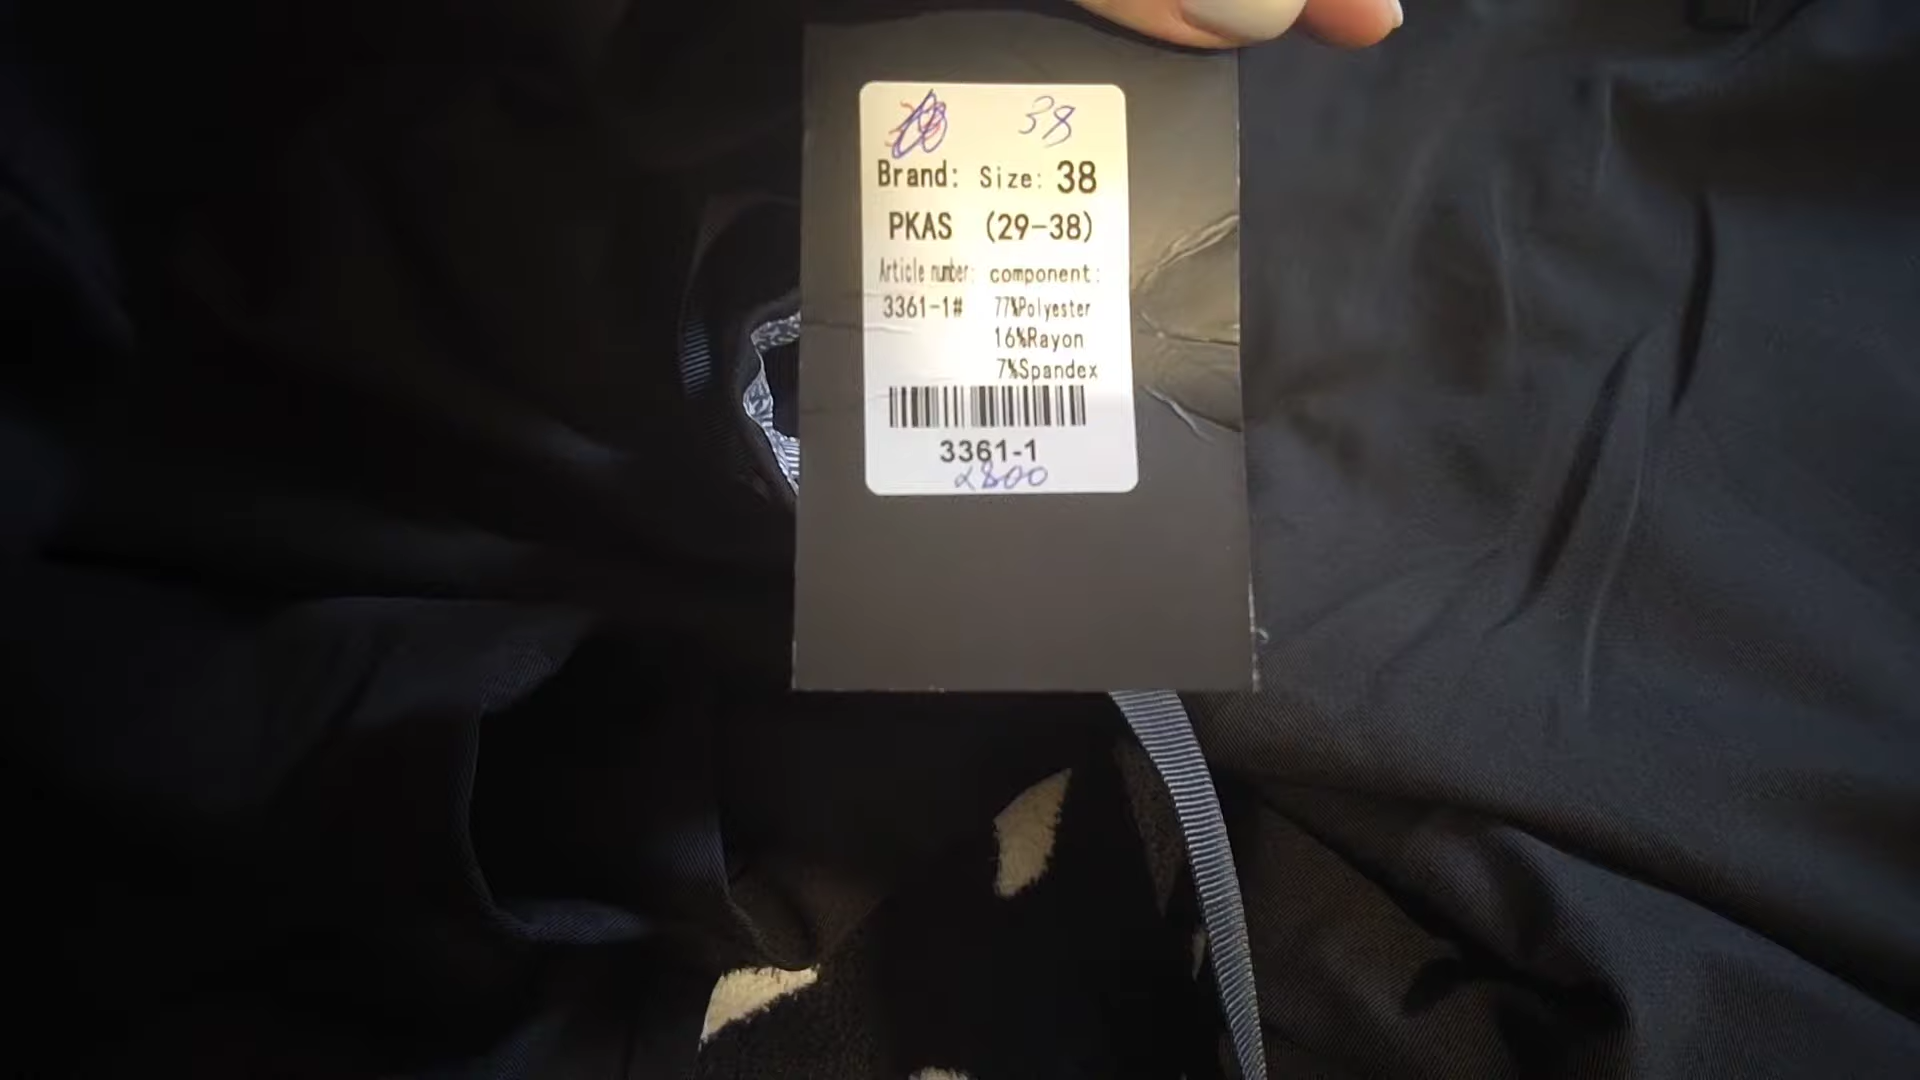 38
Brand: Size: 38
PKAS (29-38)
Article number: component:
3361-1# 77%Polyester
16%Rayon
7%Spandex
3361-1
2800